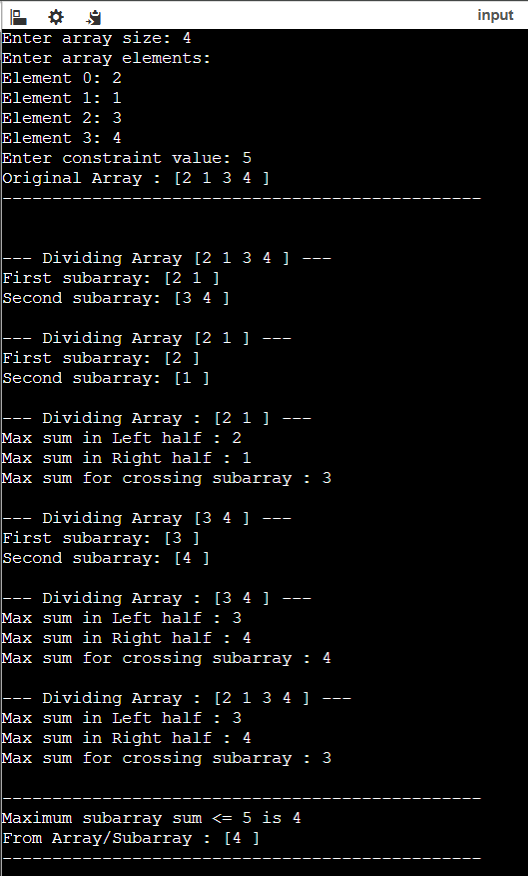 input
Enter array size: 4
Enter array elements:
Element 0: 2
Element 1: 1
Element 2: 3
Element 3: 4
Enter constraint value: 5
Original Array : [2 1 3 4 ]
------------------------------------------------
--- Dividing Array [2 1 3 4 ] ---
First subarray: [2 1 ]
Second subarray: [3 4 ]
--- Dividing Array [2 1 ] ---
First subarray: [2 ]
Second subarray: [1 ]
--- Dividing Array : [2 1 ] ---
Max sum in Left half : 2
Max sum in Right half : 1
Max sum for crossing subarray : 3
--- Dividing Array [3 4 ] ---
First subarray: [3 ]
Second subarray: [4 ]
--- Dividing Array : [3 4 ] ---
Max sum in Left half : 3
Max sum in Right half : 4
Max sum for crossing subarray : 4
--- Dividing Array : [2 1 3 4 ] ---
Max sum in Left half : 3
Max sum in Right half : 4
Max sum for crossing subarray : 3
------------------------------------------------
Maximum subarray sum <= 5 is 4
From Array/Subarray : [4 ]
------------------------------------------------